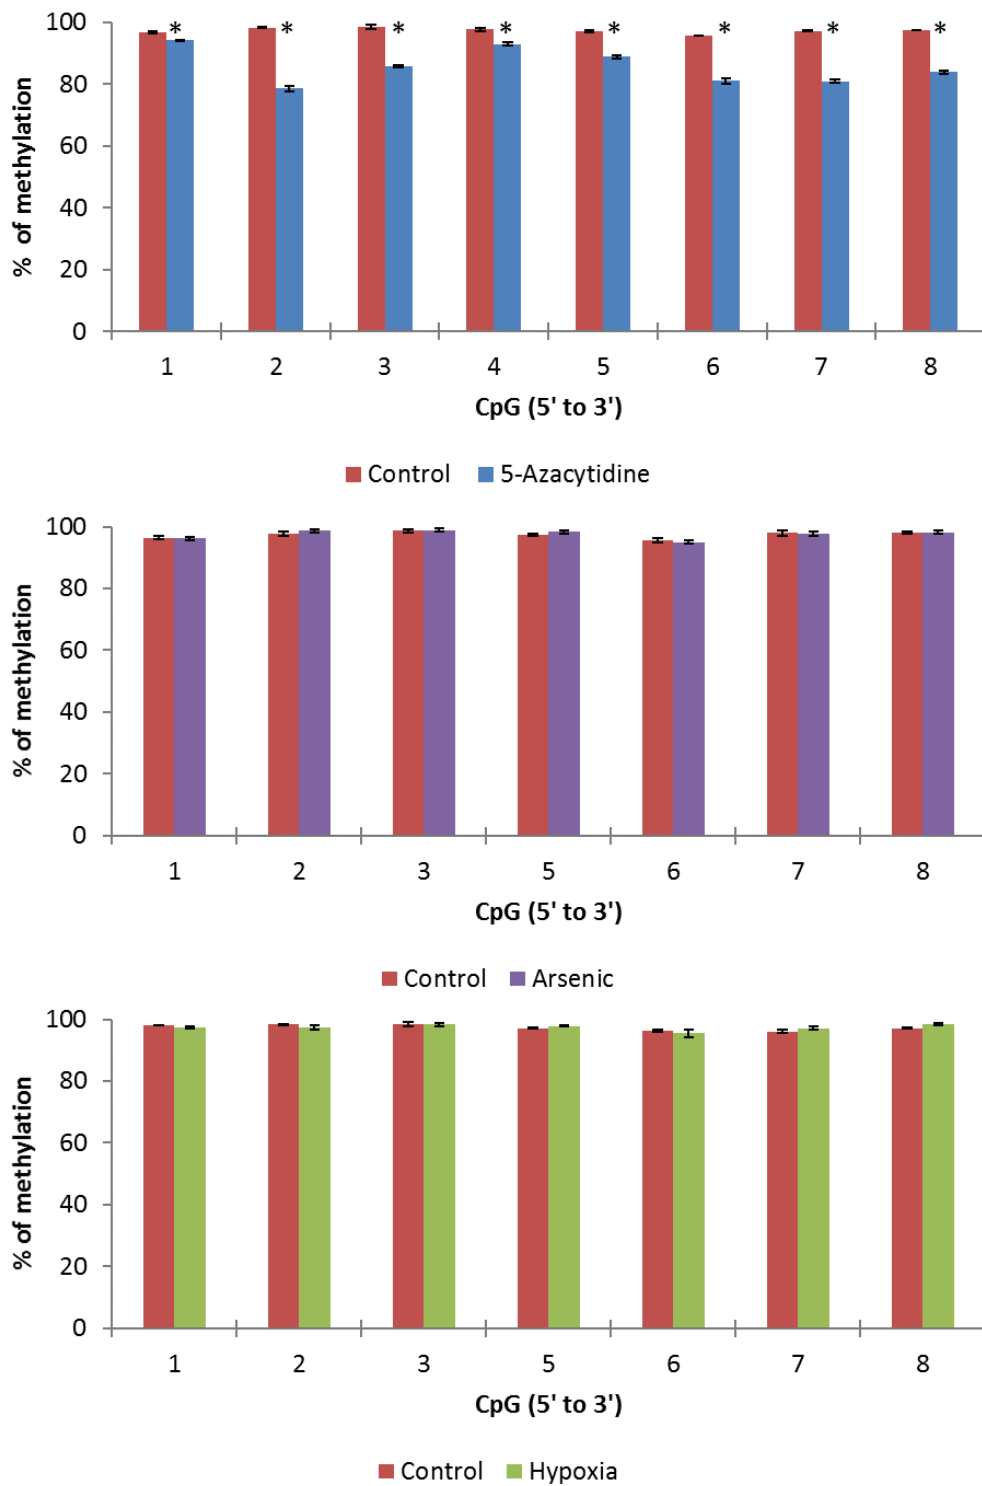 % of methylation
100
80
60
40
20
0
* * * * * * * *
1 2 3 4 5 6 7 8
CpG (5' to 3')
Control 5-Azacytidine
% of methylation
100
80
60
40
20
0
1 2 3 5 6 7 8
CpG (5' to 3')
Control Arsenic
% of methylation
100
80
60
40
20
0
1 2 3 5 6 7 8
CpG (5' to 3')
Control Hypoxia